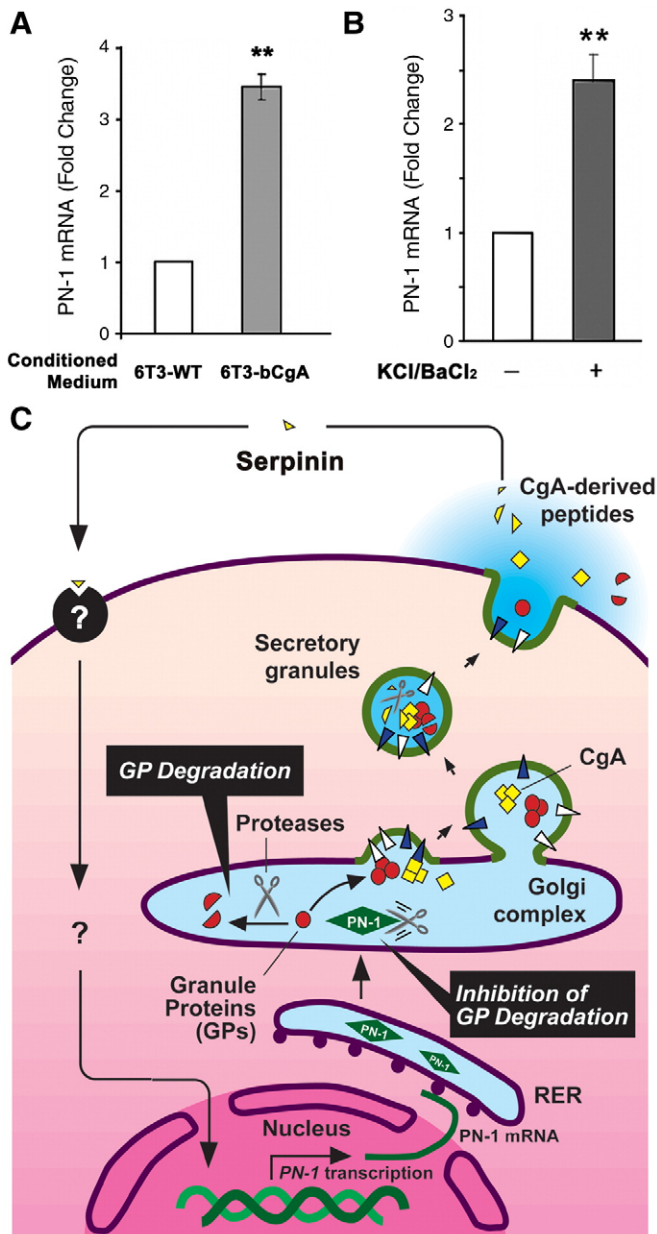 A
PN-1 mRNA (Fold Change)
4
3
2
1
0
**
Conditioned
Medium
6T3-WT
6T3-bCgA
B
PN-1 mRNA (Fold Change)
3
2
1
0
**
KCl/BaCl₂
–
+
C
Serpinin
CgA-derived
peptides
?
Secretory
granules
GP Degradation
CgA
Proteases
Golgi
complex
?
PN-1
Granule
Proteins
(GPs)
Inhibition of
GP Degradation
PN-1
PN-1
RER
Nucleus
PN-1 mRNA
PN-1 transcription